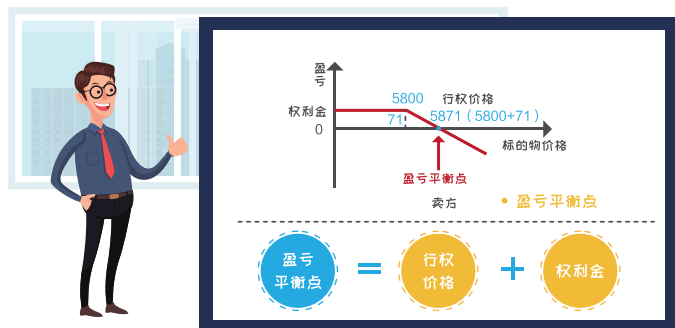 盈亏
权利金
0
5800
行权价格
71
5871（5800+71）
标的物价格
盈亏平衡点
卖方
• 盈亏平衡点
盈亏
平衡点
=
行权
价格
+
权利金